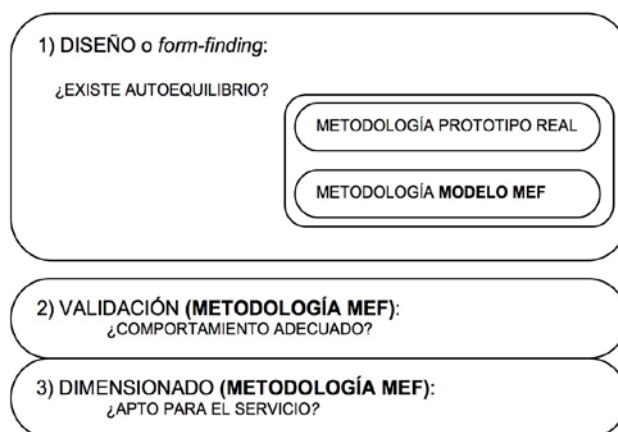 1) DISEÑO o form-finding:
¿EXISTE AUTOEQUILIBRIO?
METODOLOGÍA PROTOTIPO REAL
METODOLOGÍA MODELO MEF
2) VALIDACIÓN (METODOLOGÍA MEF):
¿COMPORTAMIENTO ADECUADO?
3) DIMENSIONADO (METODOLOGÍA MEF):
¿APTO PARA EL SERVICIO?